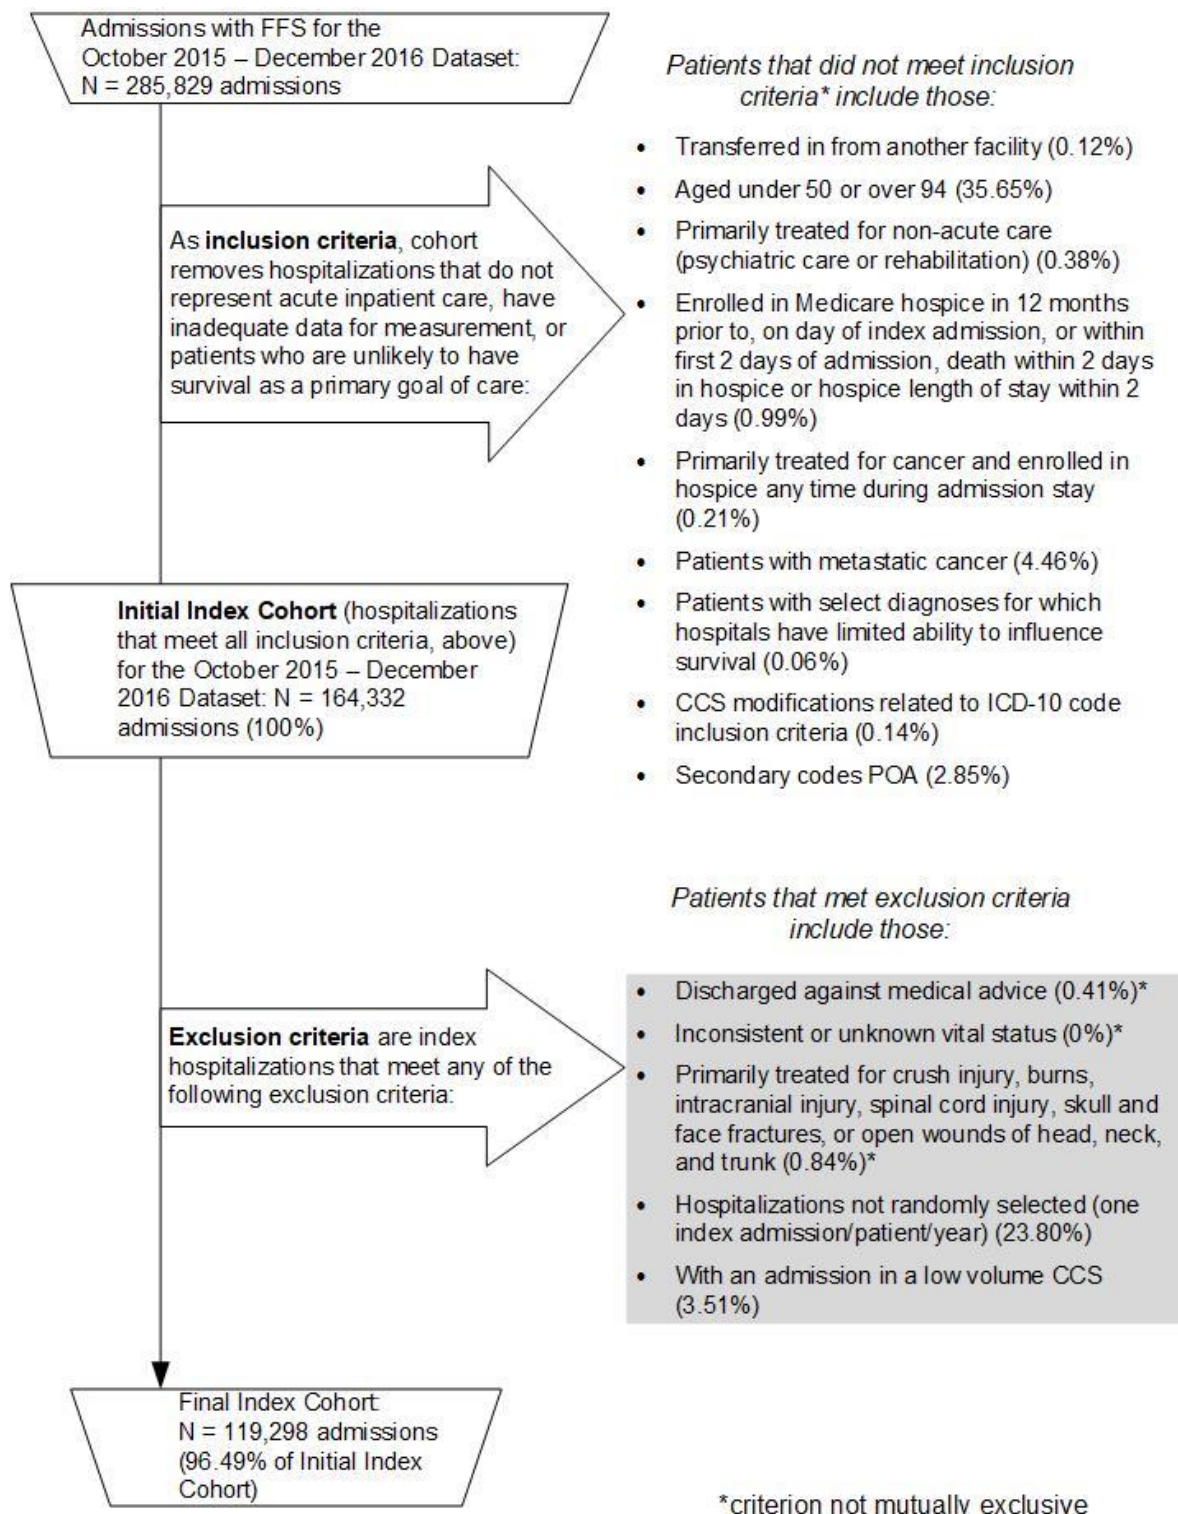 Admissions with FFS for the
October 2015 – December 2016 Dataset:
N = 285,829 admissions
Patients that did not meet inclusion
criteria* include those:
• Transferred in from another facility (0.12%)
• Aged under 50 or over 94 (35.65%)
• Primarily treated for non-acute care
(psychiatric care or rehabilitation) (0.38%)
• Enrolled in Medicare hospice in 12 months
prior to, on day of index admission, or within
first 2 days of admission, death within 2 days
in hospice or hospice length of stay within 2
days (0.99%)
• Primarily treated for cancer and enrolled in
hospice any time during admission stay
(0.21%)
• Patients with metastatic cancer (4.46%)
• Patients with select diagnoses for which
hospitals have limited ability to influence
survival (0.06%)
• CCS modifications related to ICD-10 code
inclusion criteria (0.14%)
• Secondary codes POA (2.85%)
As inclusion criteria, cohort
removes hospitalizations that do not
represent acute inpatient care, have
inadequate data for measurement, or
patients who are unlikely to have
survival as a primary goal of care:
Initial Index Cohort (hospitalizations
that meet all inclusion criteria, above)
for the October 2015 – December
2016 Dataset: N = 164,332
admissions (100%)
Patients that met exclusion criteria
include those:
• Discharged against medical advice (0.41%)*
• Inconsistent or unknown vital status (0%)*
• Primarily treated for crush injury, burns,
intracranial injury, spinal cord injury, skull and
face fractures, or open wounds of head, neck,
and trunk (0.84%)*
• Hospitalizations not randomly selected (one
index admission/patient/year) (23.80%)
• With an admission in a low volume CCS
(3.51%)
Exclusion criteria are index
hospitalizations that meet any of the
following exclusion criteria:
Final Index Cohort:
N = 119,298 admissions
(96.49% of Initial Index
Cohort)
*criterion not mutually exclusive